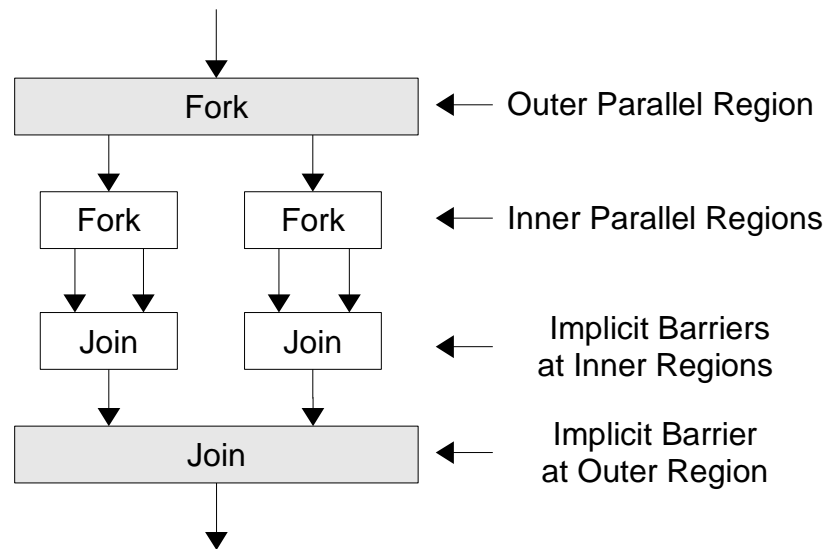 Fork
Outer Parallel Region
Fork
Fork
Inner Parallel Regions
Join
Join
Implicit Barriers
at Inner Regions
Join
Implicit Barrier
at Outer Region